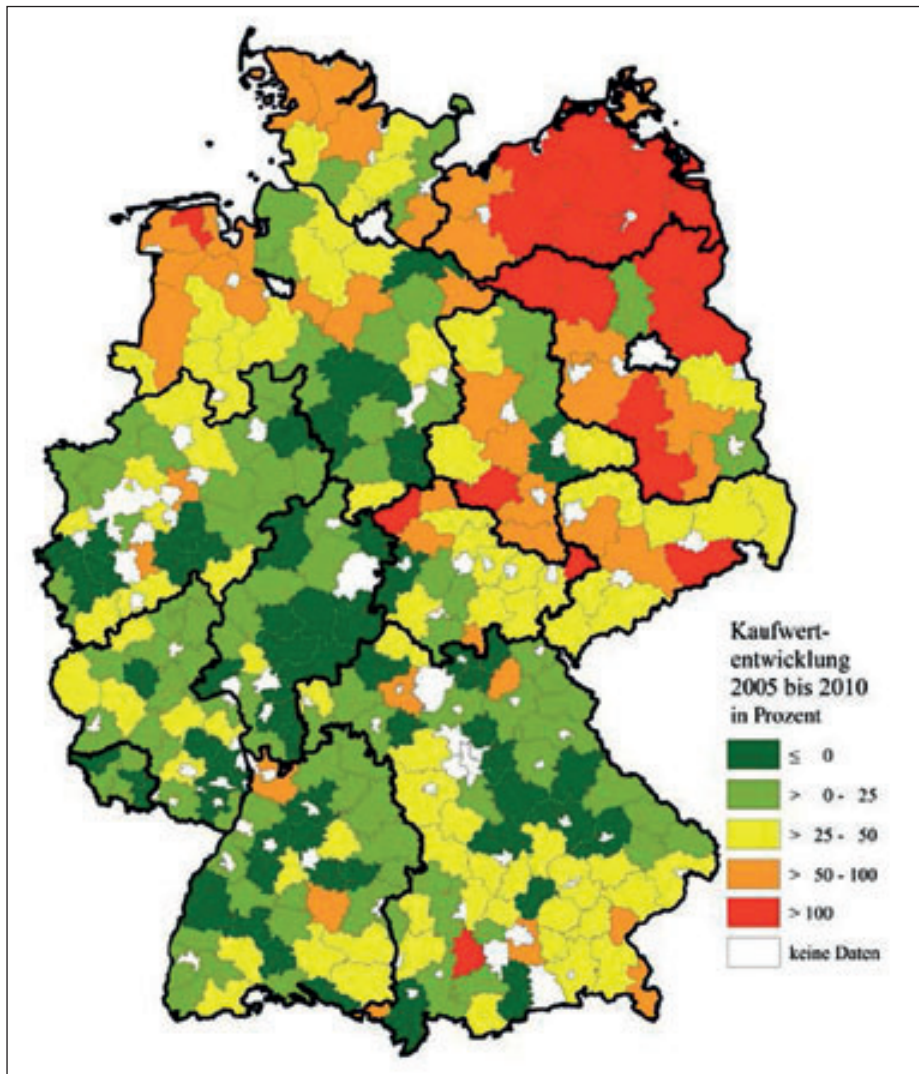 Kaufwert-
entwicklung
2005 bis 2010
in Prozent
≤ 0
> 0 - 25
> 25 - 50
> 50 - 100
> 100
keine Daten